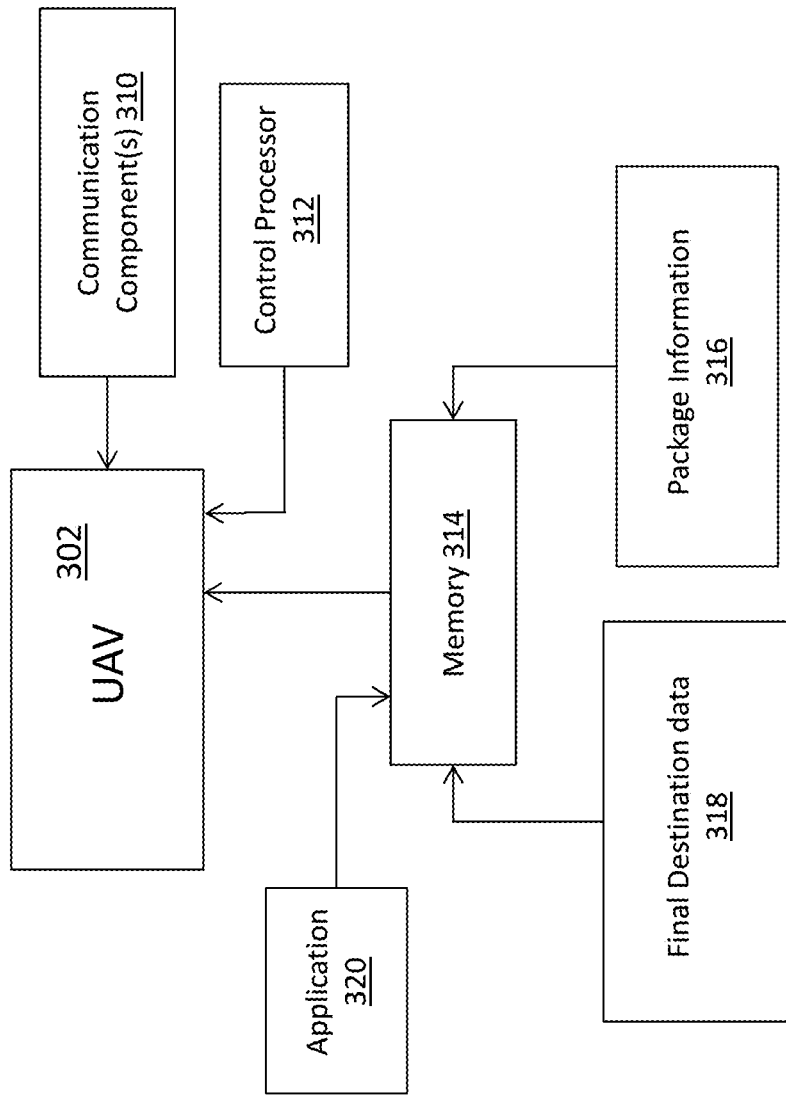 302
UAV
Communication
Component(s) 310
Control Processor
312
Application
320
Memory 314
Final Destination data
318
Package Information
316